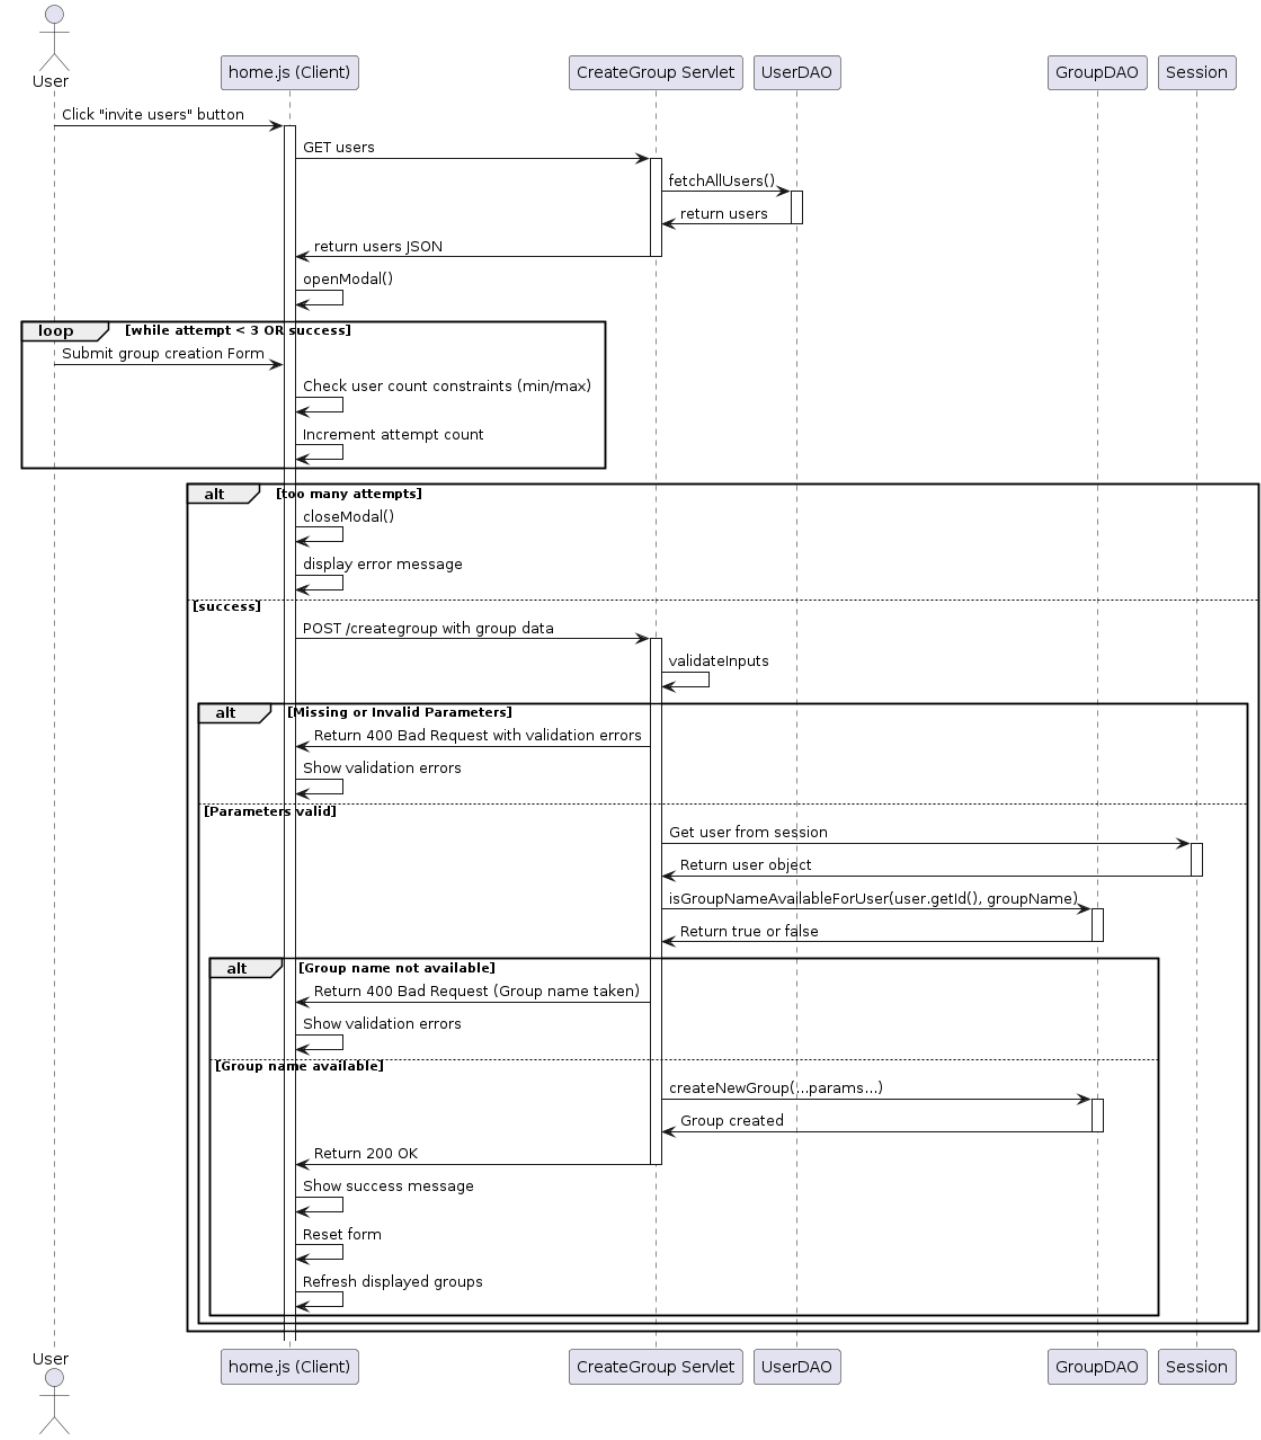 User
home.js (Client)
CreateGroup Servlet
UserDAO
GroupDAO
Session
Click "invite users" button
GET users
fetchAllUsers()
return users
return users JSON
openModal()
loop
[while attempt < 3 OR success]
Submit group creation Form
Check user count constraints (min/max)
Increment attempt count
alt
[too many attempts]
closeModal()
display error message
[success]
POST /creategroup with group data
validateInputs
alt
[Missing or Invalid Parameters]
Return 400 Bad Request with validation errors
Show validation errors
[Parameters valid]
Get user from session
Return user object
isGroupNameAvailableForUser(user.getId(), groupName)
Return true or false
alt
[Group name not available]
Return 400 Bad Request (Group name taken)
Show validation errors
[Group name available]
createNewGroup(...params...)
Group created
Return 200 OK
Show success message
Reset form
Refresh displayed groups
User
home.js (Client)
CreateGroup Servlet
UserDAO
GroupDAO
Session